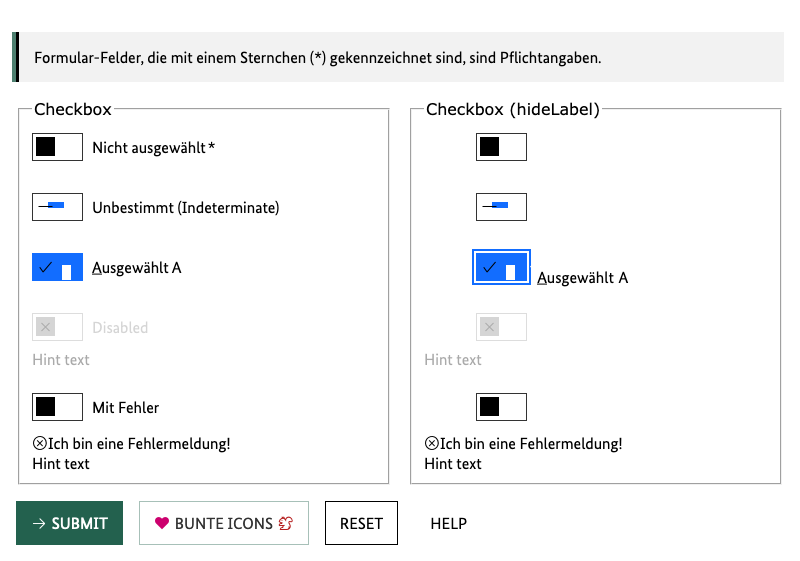 Formular-Felder, die mit einem Sternchen (*) gekennzeichnet sind, sind Pflichtangaben.
Checkbox
Nicht ausgewählt *
Unbestimmt (Indeterminate)
Ausgewählt A
Disabled
Hint text
Mit Fehler
Ich bin eine Fehlermeldung!
Hint text
Checkbox (hideLabel)
Ausgewählt A
Hint text
Ich bin eine Fehlermeldung!
Hint text
SUBMIT
BUNTE ICONS
RESET
HELP